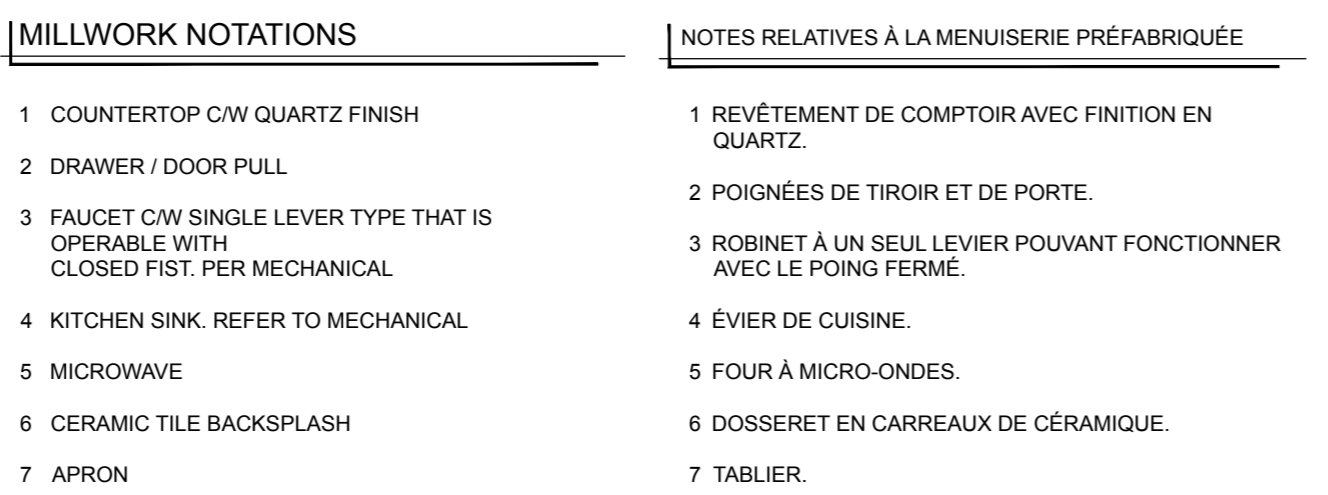 MILLWORK NOTATIONS
1 COUNTERTOP C/W QUARTZ FINISH
2 DRAWER / DOOR PULL
3 FAUCET C/W SINGLE LEVER TYPE THAT IS
OPERABLE WITH
CLOSED FIST. PER MECHANICAL
4 KITCHEN SINK. REFER TO MECHANICAL
5 MICROWAVE
6 CERAMIC TILE BACKSPLASH
7 APRON
NOTES RELATIVES À LA MENUISERIE PRÉFABRIQUÉE
1 REVÊTEMENT DE COMPTOIR AVEC FINITION EN
QUARTZ.
2 POIGNÉES DE TIROIR ET DE PORTE.
3 ROBINET À UN SEUL LEVIER POUVANT FONCTIONNER
AVEC LE POING FERMÉ.
4 ÉVIER DE CUISINE.
5 FOUR À MICRO-ONDES.
6 DOSSERET EN CARREAUX DE CÉRAMIQUE.
7 TABLIER.